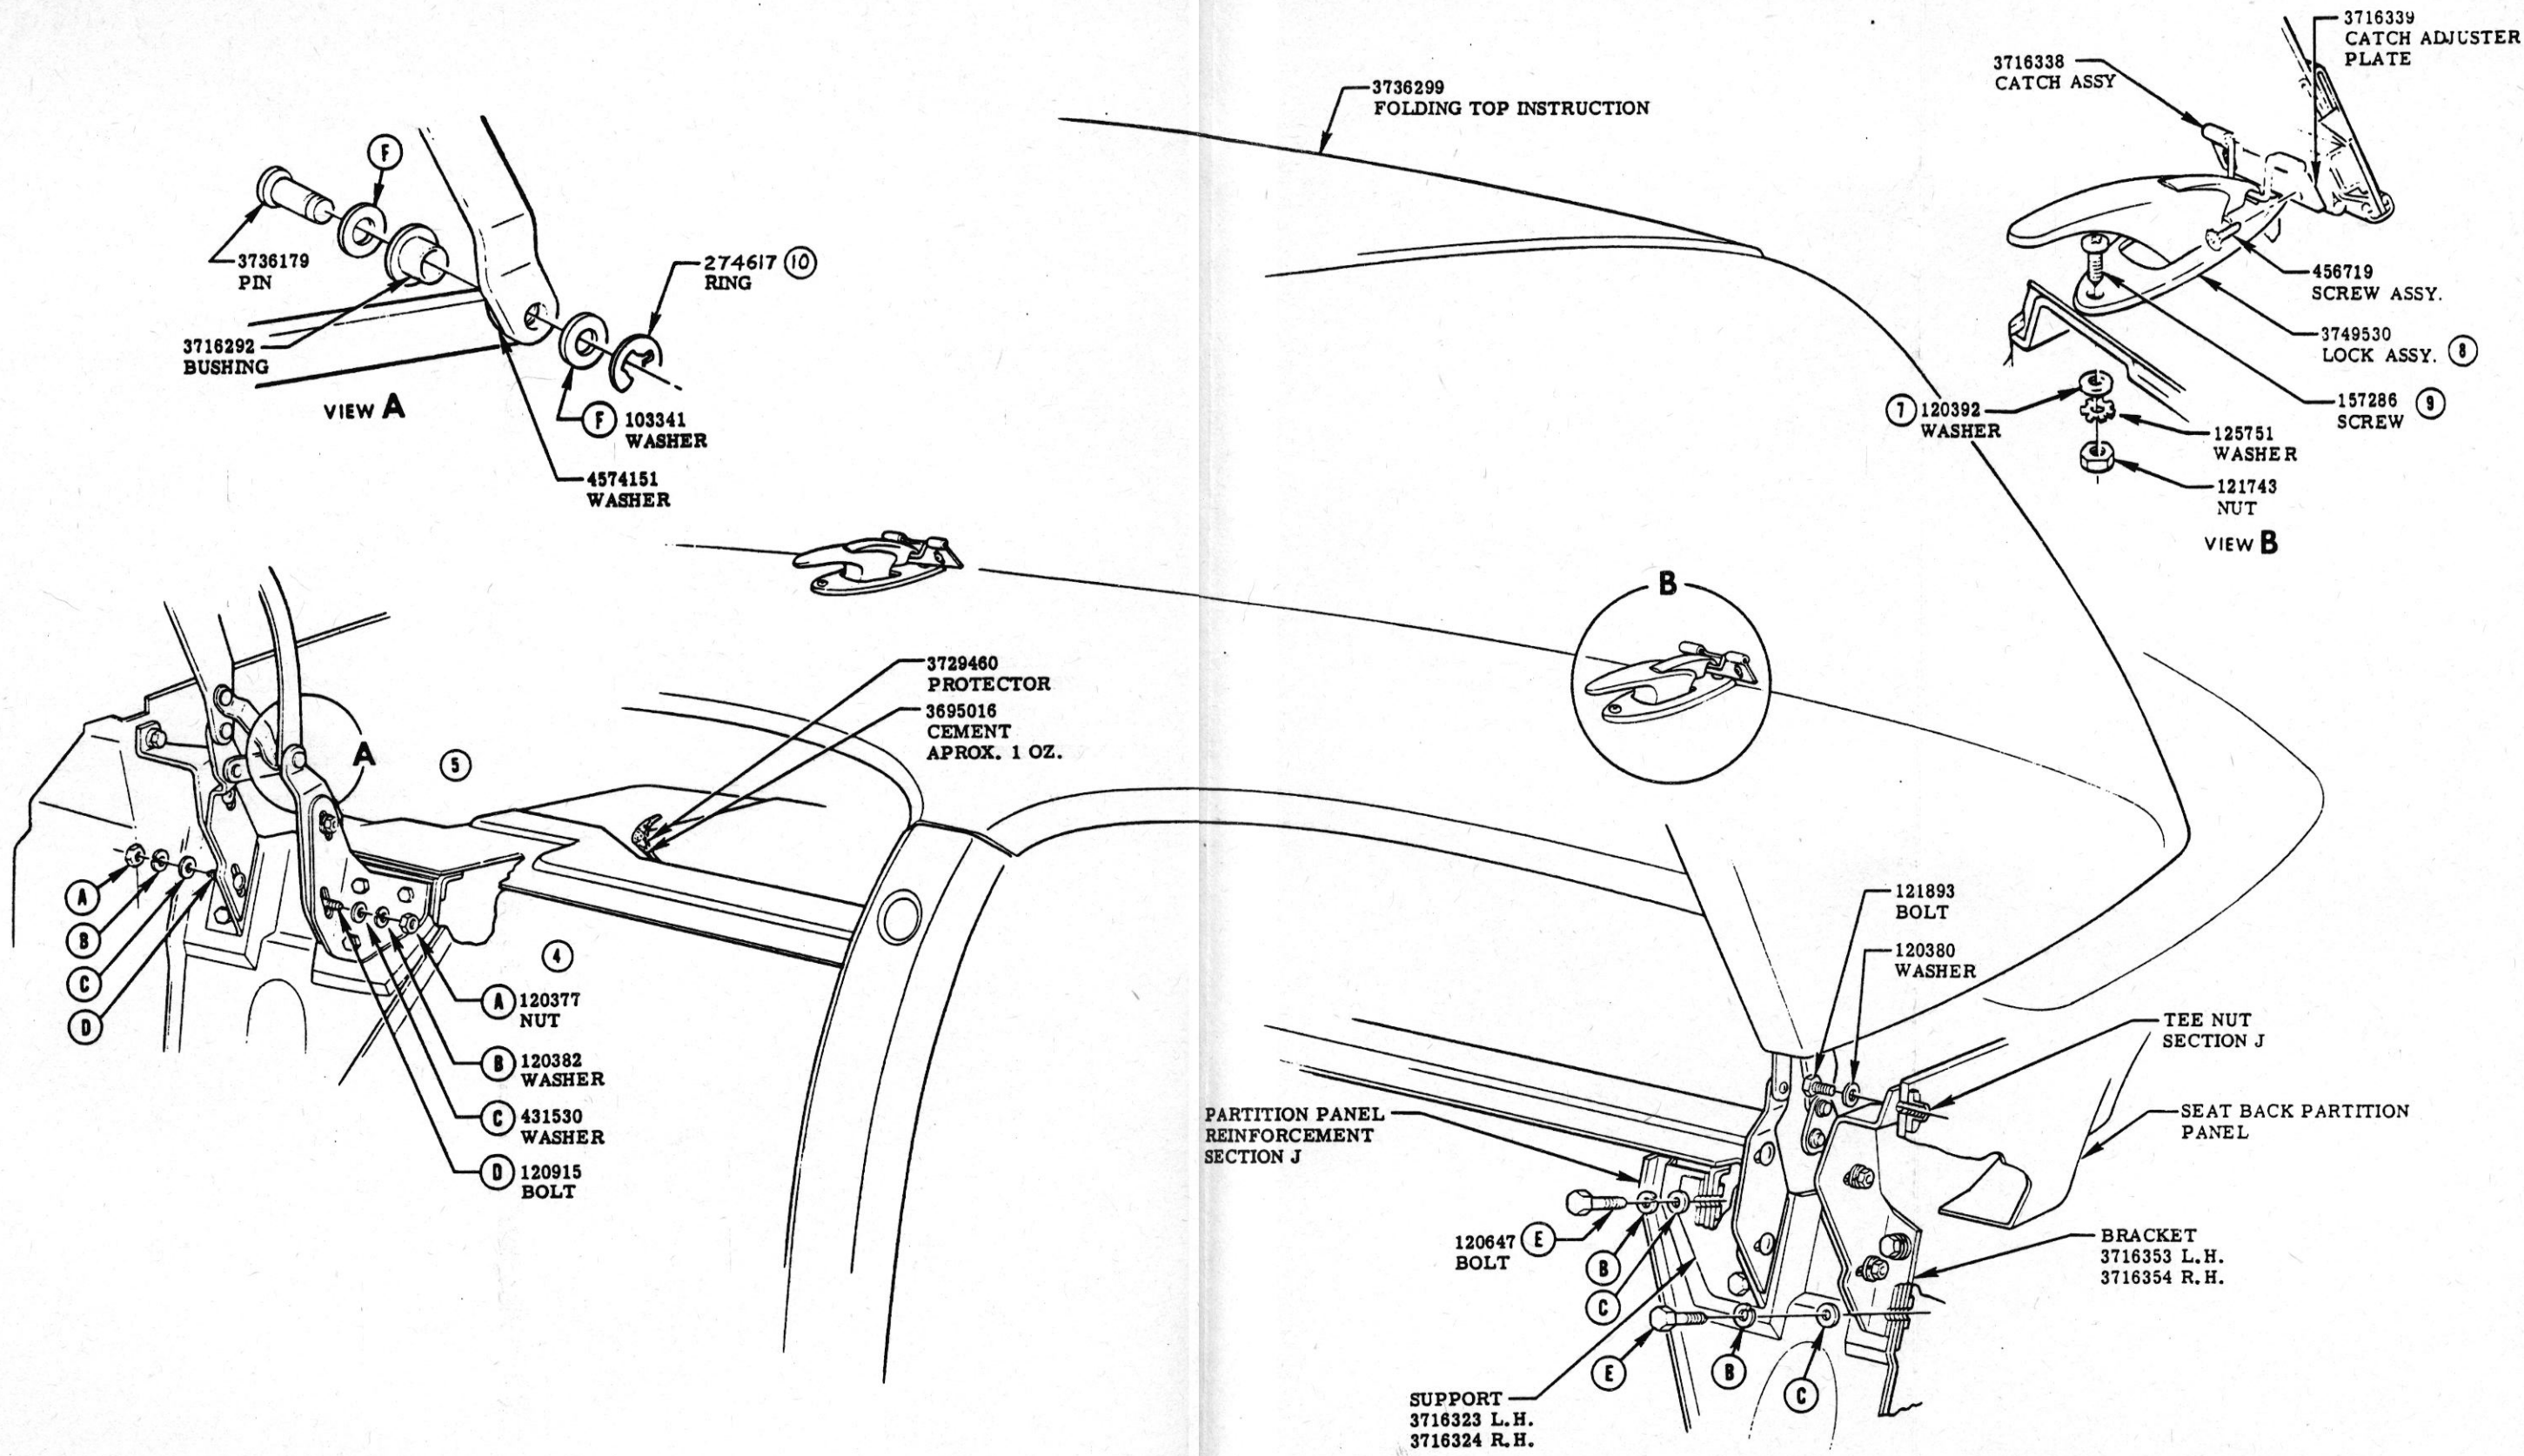 3716339
CATCH ADJUSTER
PLATE
3716338
CATCH ASSY
3736299
FOLDING TOP INSTRUCTION
F
3736179
PIN
274617 10
RING
3716292
BUSHING
VIEW A
F 103341
WASHER
4574151
WASHER
456719
SCREW ASSY.
3749530
LOCK ASSY. 8
157286 9
SCREW
7 120392
WASHER
125751
WASHER
121743
NUT
VIEW B
B
3729460
PROTECTOR
3695016
CEMENT
APROX. 1 OZ.
A
5
A
B
C
D
4
A 120377
NUT
B 120382
WASHER
C 431530
WASHER
D 120915
BOLT
121893
BOLT
120380
WASHER
TEE NUT
SECTION J
PARTITION PANEL
REINFORCEMENT
SECTION J
SEAT BACK PARTITION
PANEL
120647 E
BOLT
B
C
BRACKET
3716353 L.H.
3716354 R.H.
E
B
C
SUPPORT
3716323 L.H.
3716324 R.H.